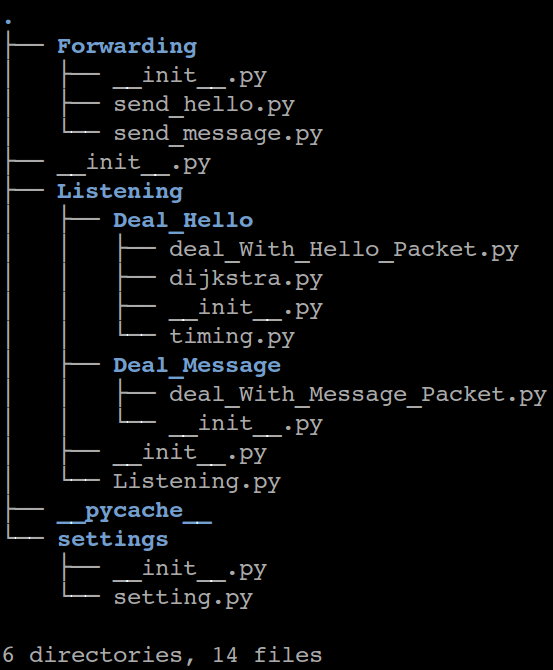 .
├── Forwarding
│   ├── __init__.py
│   ├── send_hello.py
│   └── send_message.py
├── __init__.py
├── Listening
│   ├── Deal_Hello
│   │   ├── deal_With_Hello_Packet.py
│   │   ├── dijkstra.py
│   │   ├── __init__.py
│   │   └── timing.py
│   ├── Deal_Message
│   │   ├── deal_With_Message_Packet.py
│   │   └── __init__.py
│   ├── __init__.py
│   └── Listening.py
├── __pycache__
└── settings
    ├── __init__.py
    └── setting.py

6 directories, 14 files